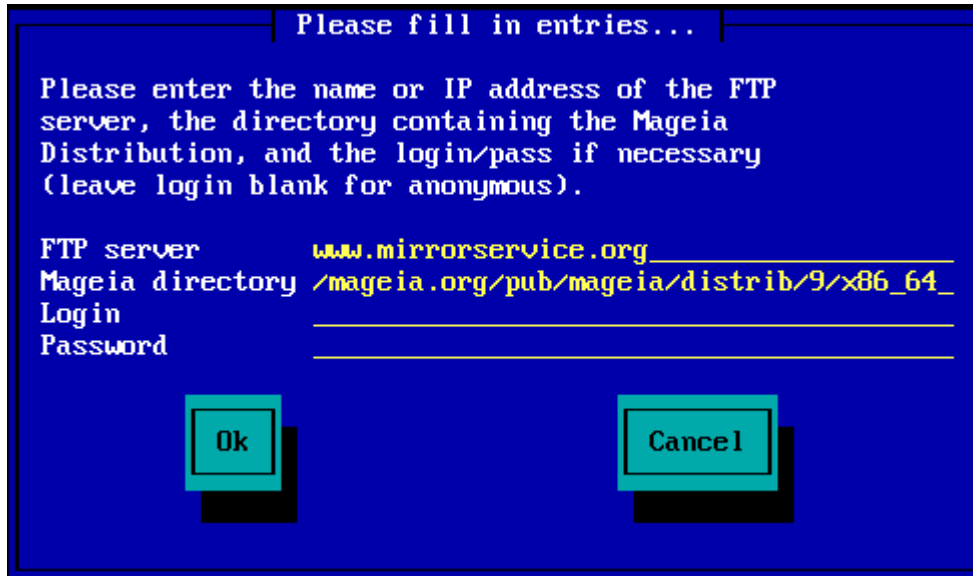 Please fill in entries...
Please enter the name or IP address of the FTP
server, the directory containing the Mageia
Distribution, and the login/pass if necessary
(leave login blank for anonymous).
FTP server www.mirrorservice.org
Mageia directory /mageia.org/pub/mageia/distrib/9/x86_64_
Login
Password
Ok Cancel